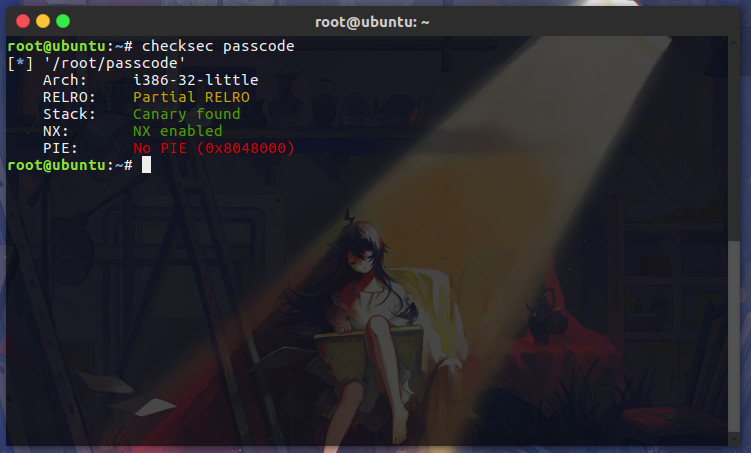 root@ubuntu: ~
root@ubuntu:~# checksec passcode
[*] '/root/passcode'
    Arch:     i386-32-little
    RELRO:    Partial RELRO
    Stack:    Canary found
    NX:       NX enabled
    PIE:      No PIE (0x8048000)
root@ubuntu:~#